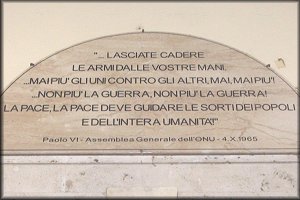 "... LASCIATE CADERE
LE ARMI DALLE VOSTRE MANI.
...MAI PIU' GLI UNI CONTRO GLI ALTRI, MAI, MAI PIU'!
...NON PIU' LA GUERRA, NON PIU' LA GUERRA!
LA PACE, LA PACE DEVE GUIDARE LE SORTI DEI POPOLI
E DELL'INTERA UMANITA'!"
Paolo VI - Assemblea Generale dell'ONU - 4.X.1965